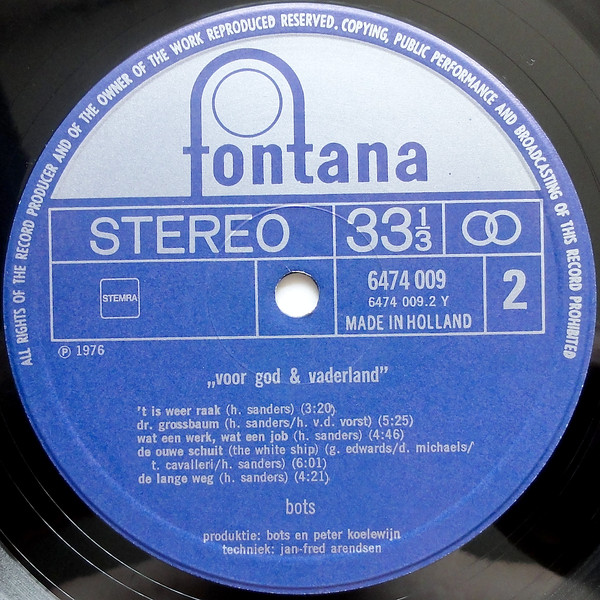 ALL RIGHTS OF THE RECORD PRODUCER AND OF THE OWNER OF THE WORK REPRODUCED RESERVED. COPYING, PUBLIC PERFORMANCE AND BROADCASTING OF THIS RECORD PROHIBITED
fontana
STEREO 33 1/3
STEMRA
6474 009
6474 009.2 Y
MADE IN HOLLAND
2
℗ 1976
„voor god & vaderland”
't is weer raak (h. sanders) (3:20)
dr. grossbaum (h. sanders/h. v.d. vorst) (5:25)
wat een werk, wat een job (h. sanders) (4:46)
de ouwe schuit (the white ship) (g. edwards/d. michaels/
t. cavalleri/h. sanders) (6:01)
de lange weg (h. sanders) (4:21)
bots
produktie: bots en peter koelewijn
techniek: jan-fred arendsen